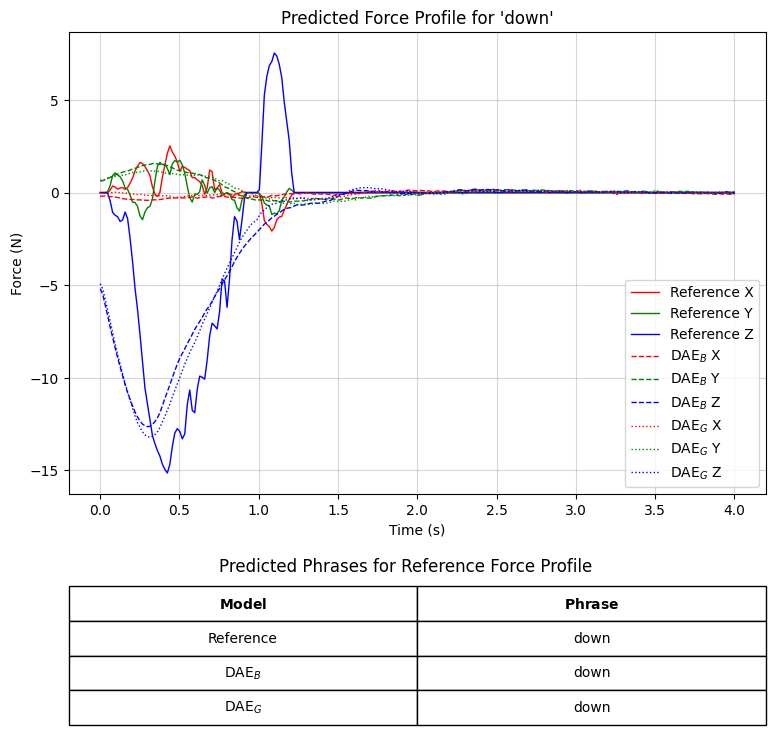 Predicted Force Profile for 'down'
Force (N)
5
0
−5
−10
−15
Reference X
Reference Y
Reference Z
DAE_B X
DAE_B Y
DAE_B Z
DAE_G X
DAE_G Y
DAE_G Z
0.0 0.5 1.0 1.5 2.0 2.5 3.0 3.5 4.0
Time (s)
Predicted Phrases for Reference Force Profile
Model Phrase
Reference down
DAE_B down
DAE_G down